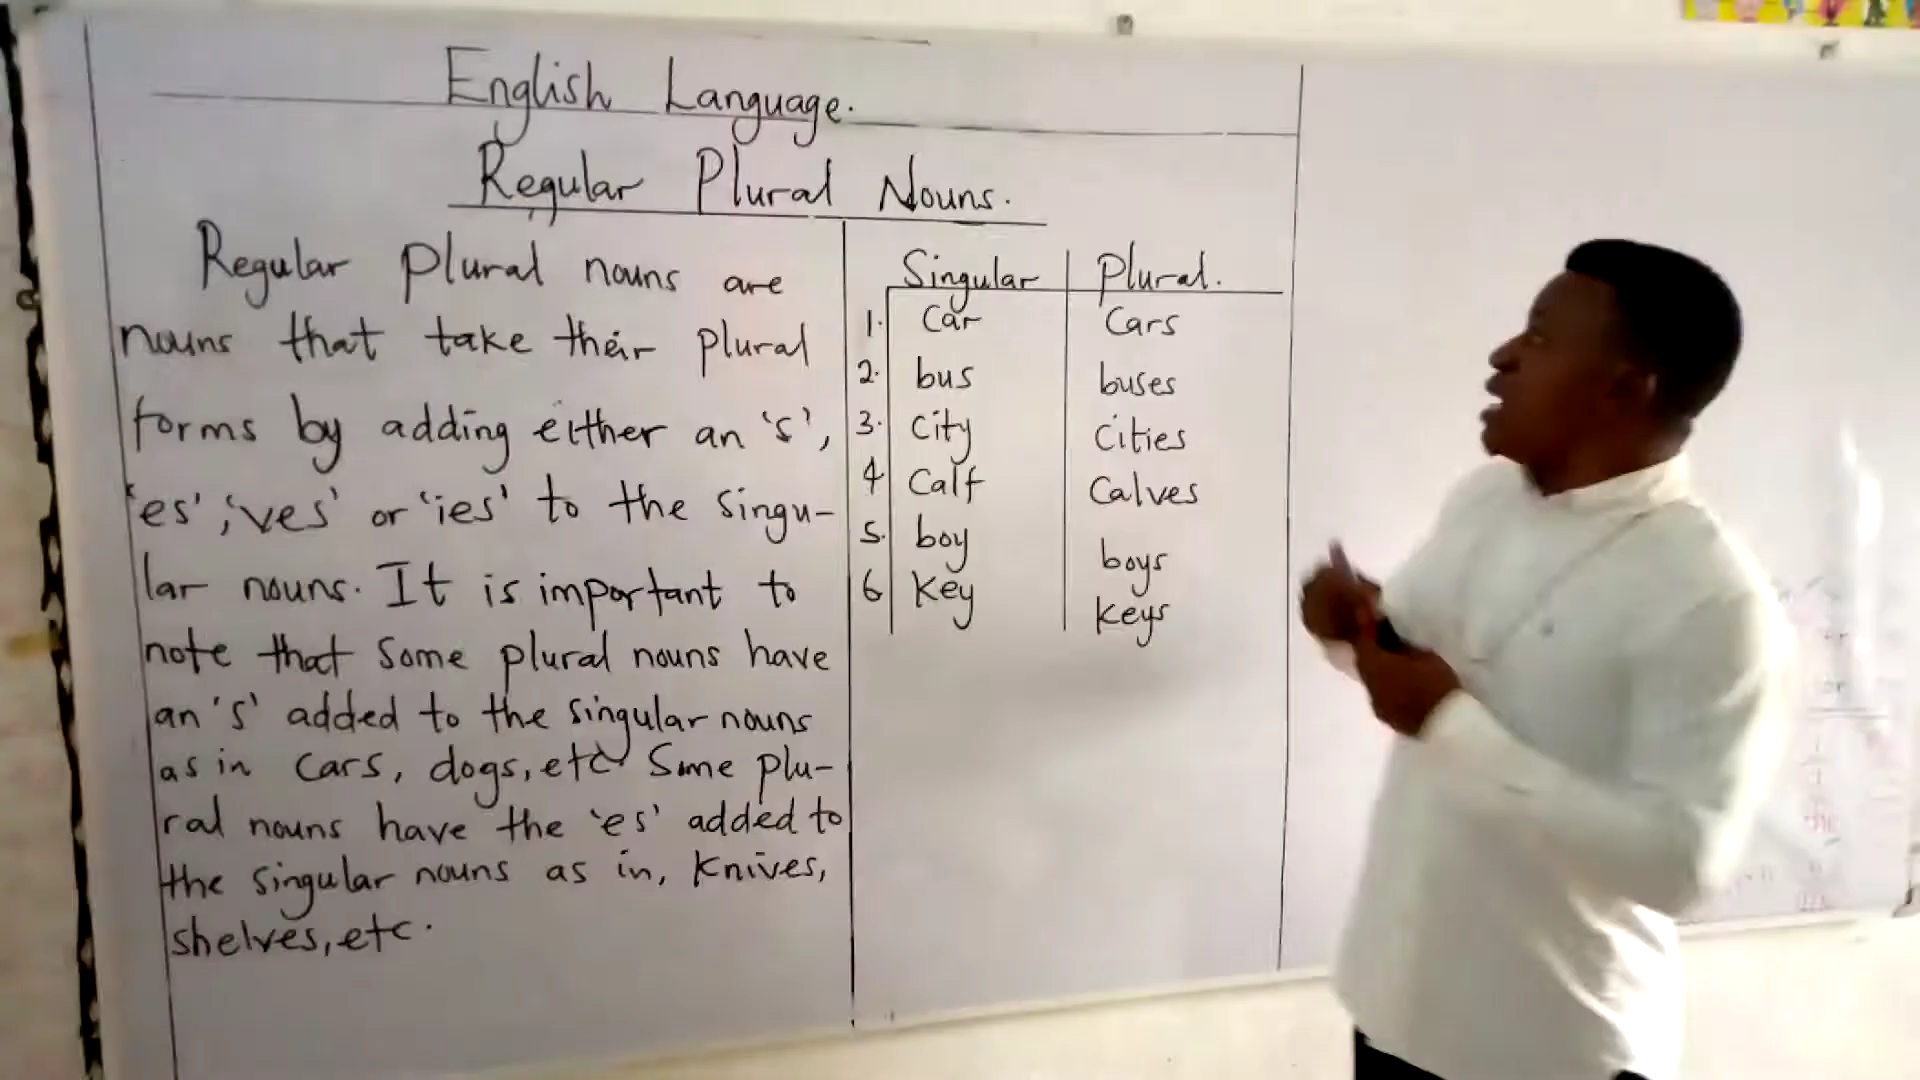 English Language.
Regular Plural Nouns.
Regular plural nouns are
nouns that take their plural
forms by adding either an 's',
'es', 'ves' or 'ies' to the singu-
lar nouns. It is important to
note that some plural nouns have
an 's' added to the singular nouns
as in cars, dogs, etc. Some plu-
ral nouns have the 'es' added to
the singular nouns as in, knives,
shelves, etc.
Singular Plural.
1. Car Cars
2. bus buses
3. City Cities
4 Calf Calves
5. boy boys
6 Key Keys